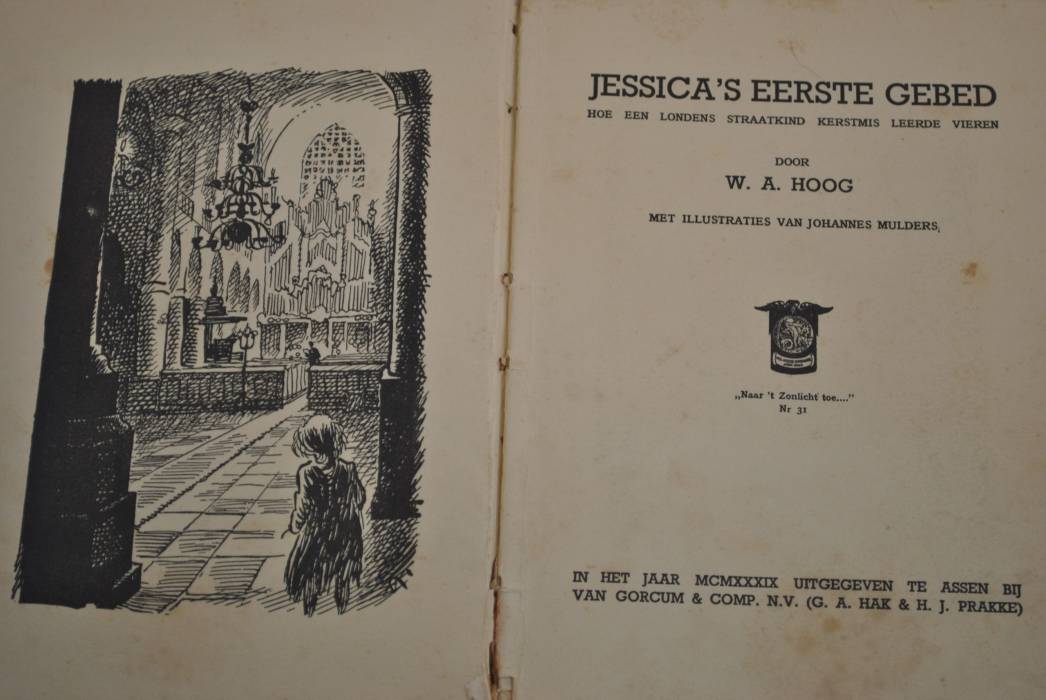 JESSICA'S EERSTE GEBED
HOE EEN LONDENS STRAATKIND KERSTMIS LEERDE VIEREN
DOOR
W. A. HOOG
MET ILLUSTRATIES VAN JOHANNES MULDERS,
„Naar 't Zonlicht toe...."
Nr 31
IN HET JAAR MCMXXXIX UITGEGEVEN TE ASSEN BIJ
VAN GORCUM & COMP. N.V. (G. A. HAK & H. J. PRAKKE)